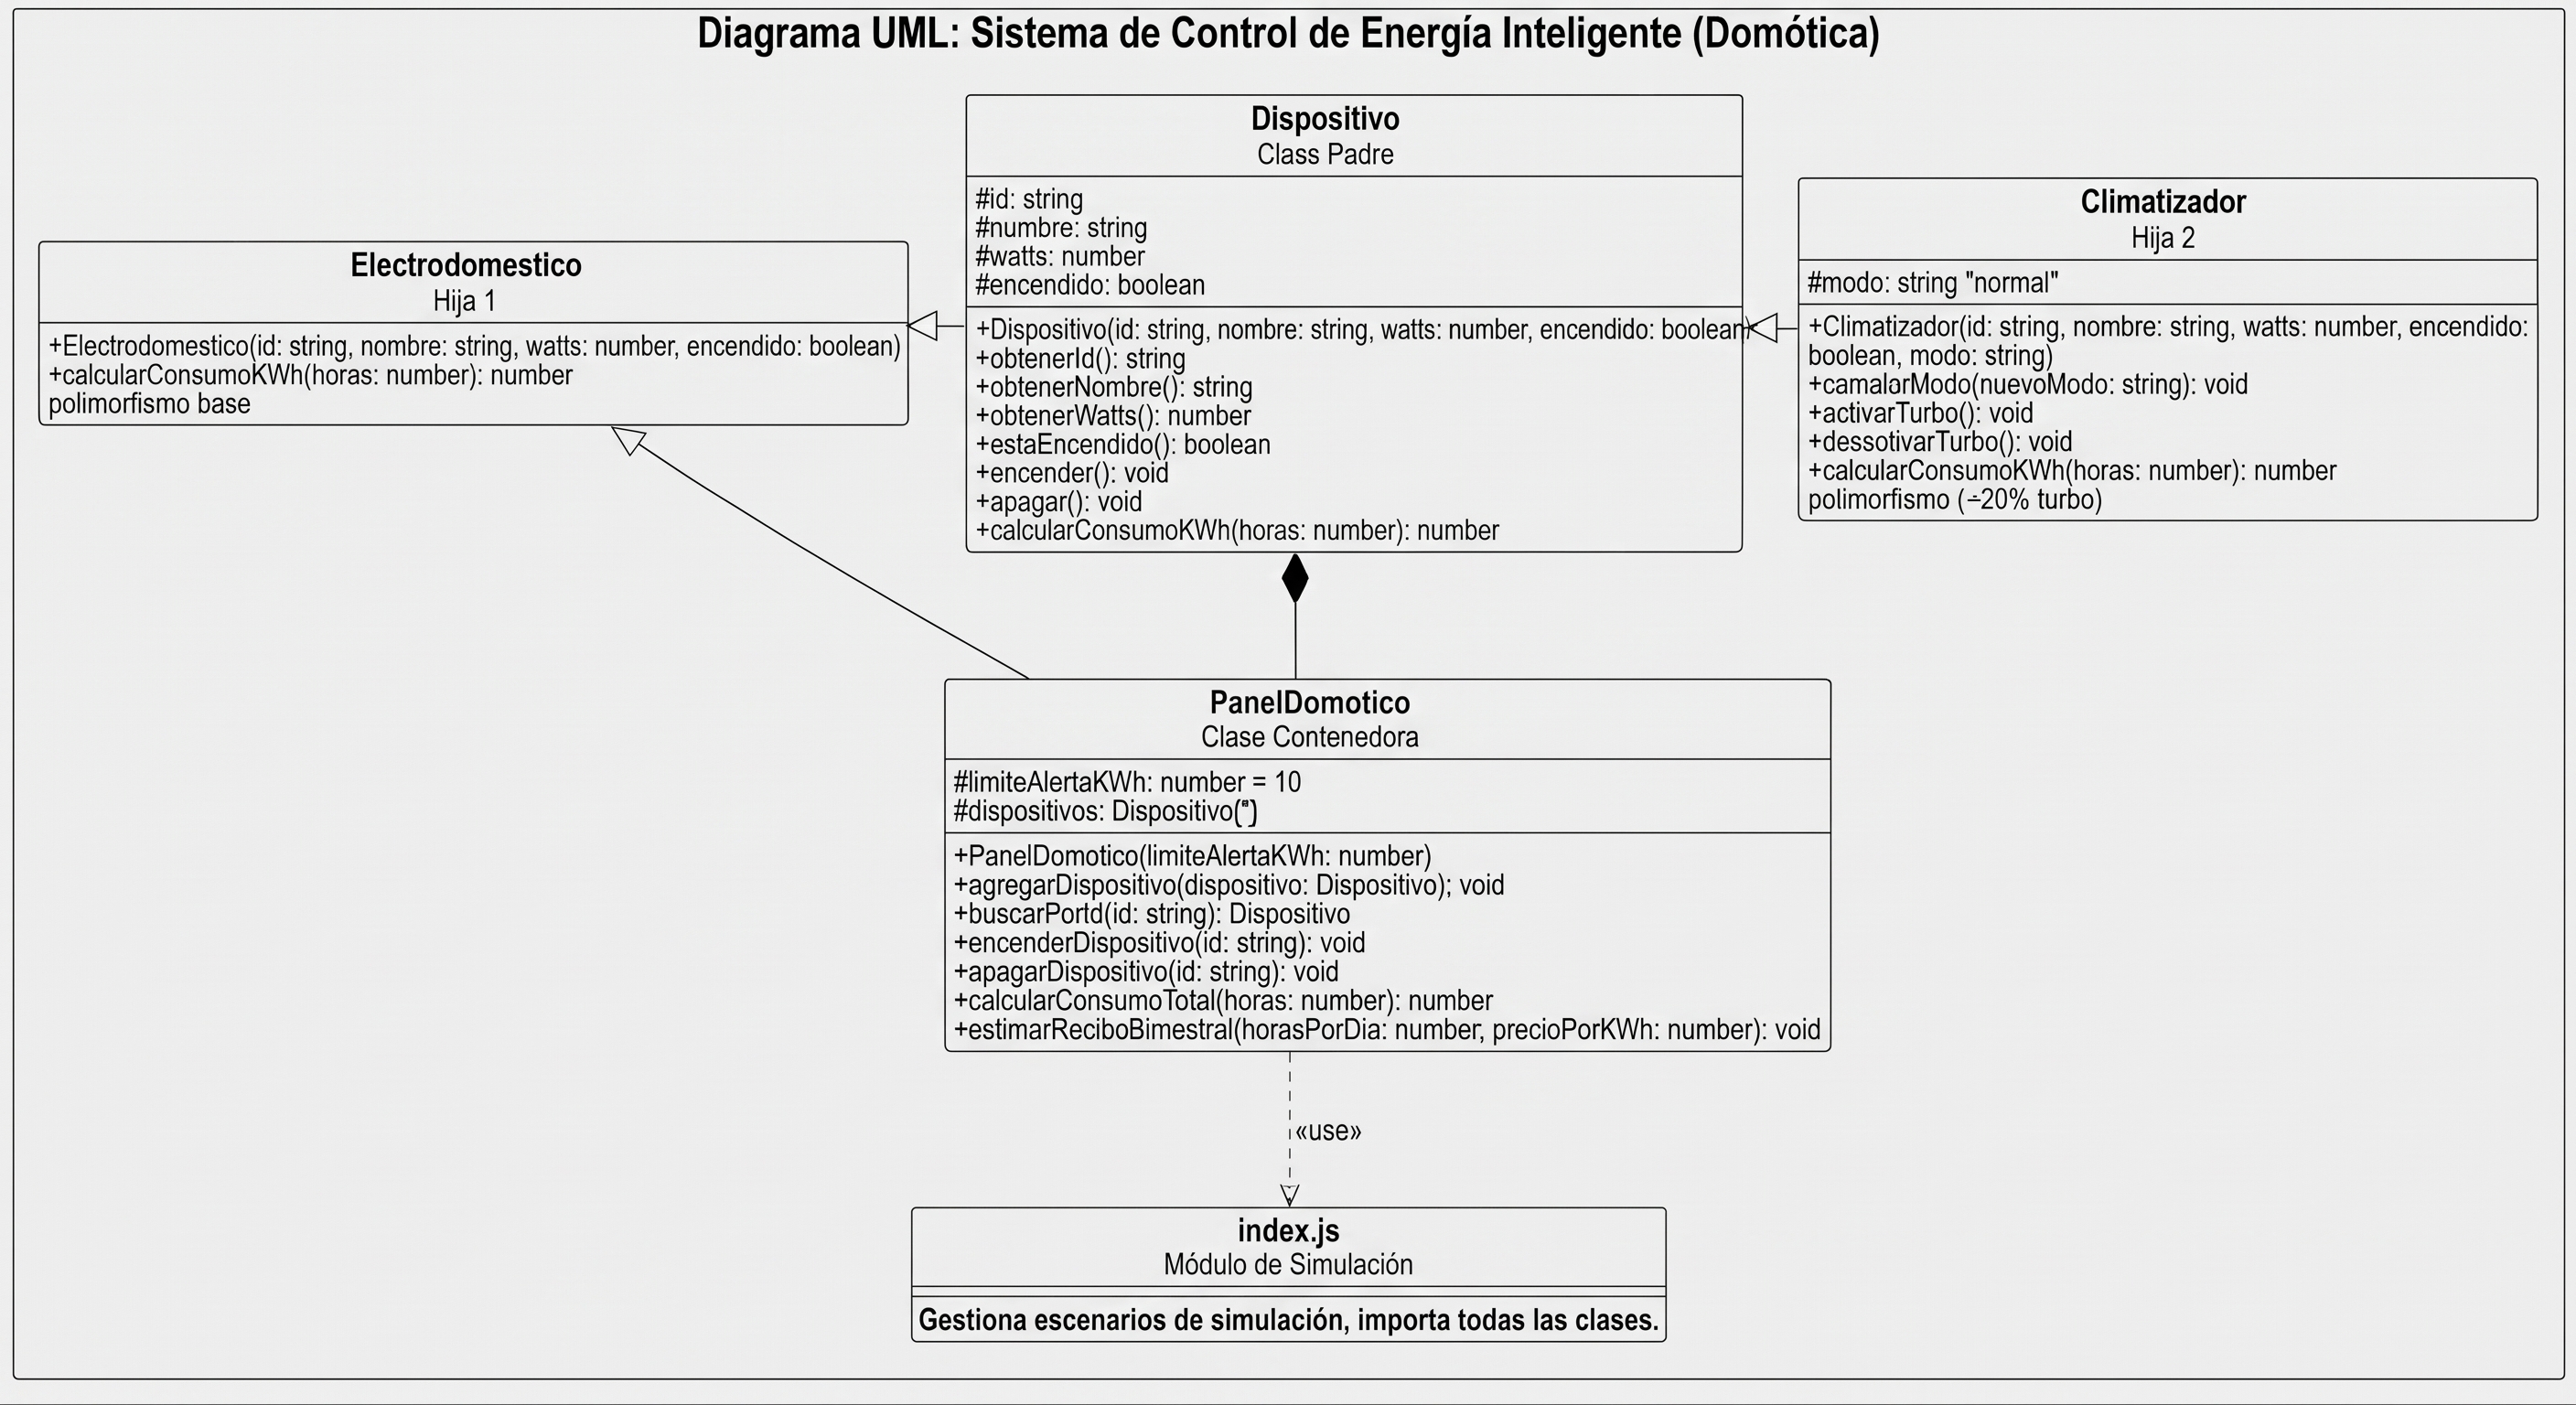 Diagrama UML: Sistema de Control de Energía Inteligente (Domótica)
Dispositivo
Class Padre
#id: string
#numbre: string
#watts: number
#encendido: boolean
+Dispositivo(id: string, nombre: string, watts: number, encendido: boolean)
+obtenerId(): string
+obtenerNombre(): string
+obtenerWatts(): number
+estaEncendido(): boolean
+encender(): void
+apagar(): void
+calcularConsumoKWh(horas: number): number
Electrodomestico
Hija 1
+Electrodomestico(id: string, nombre: string, watts: number, encendido: boolean)
+calcularConsumoKWh(horas: number): number
polimorfismo base
Climatizador
Hija 2
#modo: string "normal"
+Climatizador(id: string, nombre: string, watts: number, encendido:
boolean, modo: string)
+camalarModo(nuevoModo: string): void
+activarTurbo(): void
+dessotivarTurbo(): void
+calcularConsumoKWh(horas: number): number
polimorfismo (∸20% turbo)
PanelDomotico
Clase Contenedora
#limiteAlertaKWh: number = 10
#dispositivos: Dispositivo
+PanelDomotico(limiteAlertaKWh: number)
+agregarDispositivo(dispositivo: Dispositivo); void
+buscarPortd(id: string): Dispositivo
+encenderDispositivo(id: string): void
+apagarDispositivo(id: string): void
+calcularConsumoTotal(horas: number): number
+estimarReciboBimestral(horasPorDia: number, precioPorKWh: number): void
«use»
index.js
Módulo de Simulación
Gestiona escenarios de simulación, importa todas las clases.